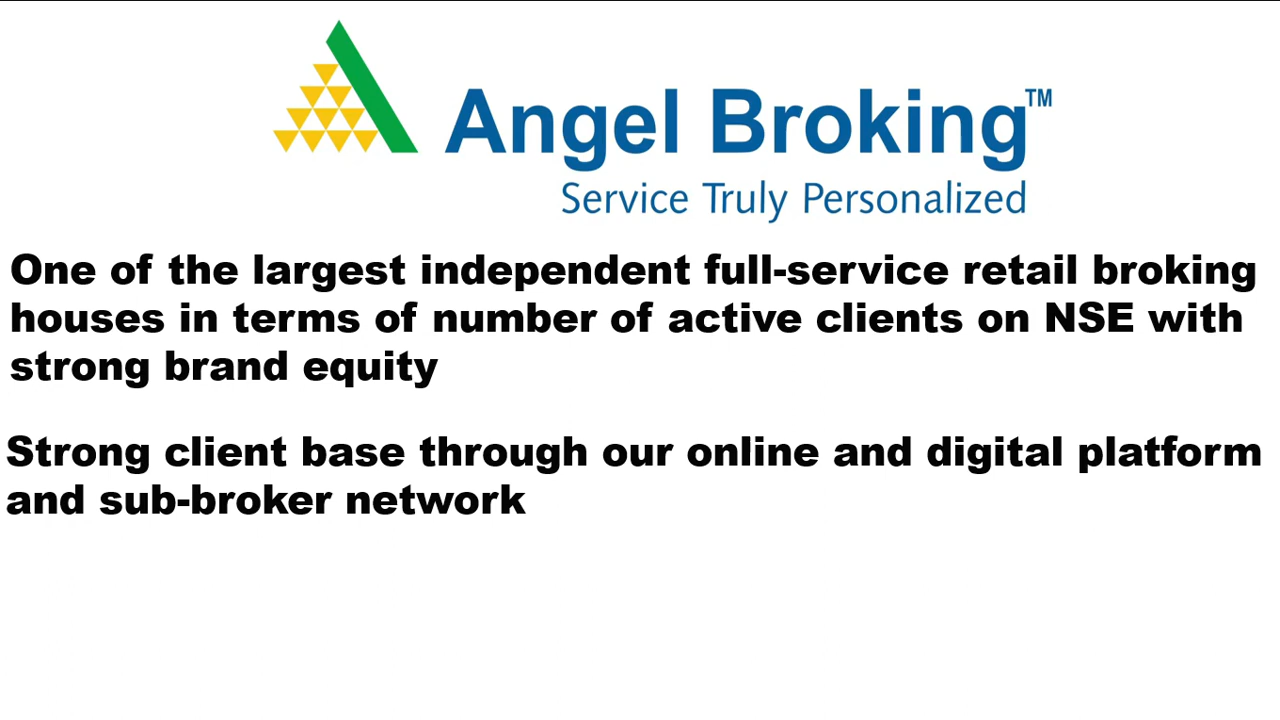 Angel Broking™
Service Truly Personalized
One of the largest independent full-service retail broking
houses in terms of number of active clients on NSE with
strong brand equity
Strong client base through our online and digital platform
and sub-broker network